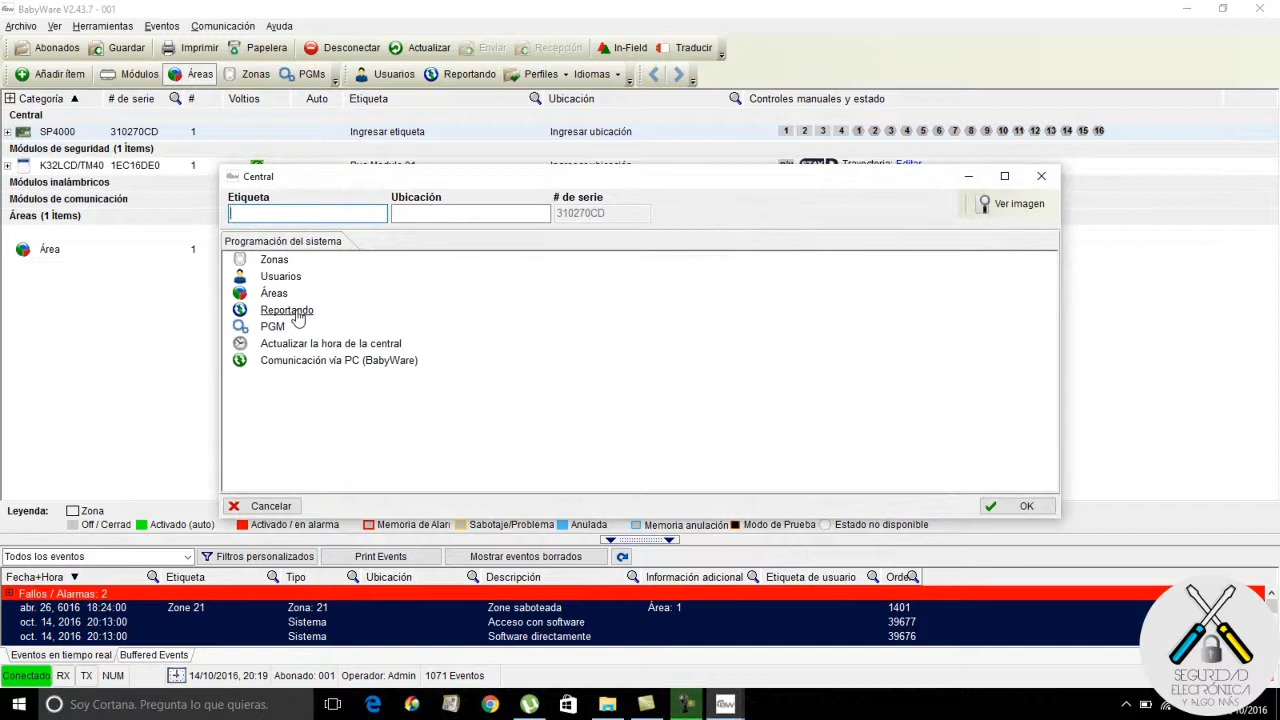 BabyWare V2.43.7 - 001
Archivo Ver Herramientas Eventos Comunicación Ayuda
Abonados Guardar Imprimir Papelera Desconectar Actualizar Enviar Recepción In-Field Traducir
Añadir ítem Módulos Áreas Zonas PGMs Usuarios Reportando Perfiles Idiomas
Categoría # de serie # Voltios Auto Etiqueta Ubicación Controles manuales y estado
Central
SP4000 310270CD 1 Ingresar etiqueta Ingresar ubicación 1 2 3 4 1 2 3 4 5 6 7 8 9 10 11 12 13 14 15 16
Módulos de seguridad (1 Ítems)
K32LCD/TM40 1EC16DE0 1 Bus Module 21 Ingresar ubicación STAY D Trayectoria: Editar
Módulos inalámbricos
Módulos de comunicación
Áreas (1 Ítems)
Área 1
Central
Etiqueta Ubicación # de serie
310270CD Ver imagen
Programación del sistema
Zonas
Usuarios
Áreas
Reportando
PGM
Actualizar la hora de la central
Comunicación vía PC (BabyWare)
Cancelar OK
Leyenda: Zona
Off / Cerrad Activado (auto) Activado / en alarma Memoria de Alar Sabotaje/Problema Anulada Memoria anulación Modo de Prueba Estado no disponible
Todos los eventos Filtros personalizados Print Events Mostrar eventos borrados
Fecha+Hora Etiqueta Tipo Ubicación Descripción Información adicional Etiqueta de usuario Orde
Fallos / Alarmas: 2
abr. 26, 6016 18:24:00 Zone 21 Zona: 21 Zone saboteada Área: 1 1401
oct. 14, 2016 20:13:00 Sistema Acceso con software 39677
oct. 14, 2016 20:13:00 Sistema Software directamente 39676
Eventos en tiempo real Buffered Events
Conectado RX TX NUM 14/10/2016, 20:19 Abonado: 001 Operador: Admin 1071 Eventos
Soy Cortana. Pregunta lo que quieras.
SEGURIDAD
ELECTRÓNICA
Y ALGO MÁS
/10/2016